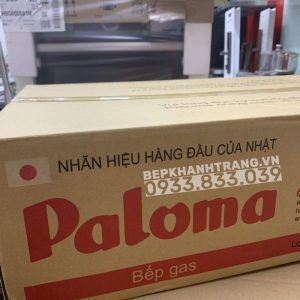 NHÃN HIỆU HÀNG ĐẦU CỦA NHẬT
BEPKHANHTRANG.VN
0933.833.039
Paloma
Bếp gas